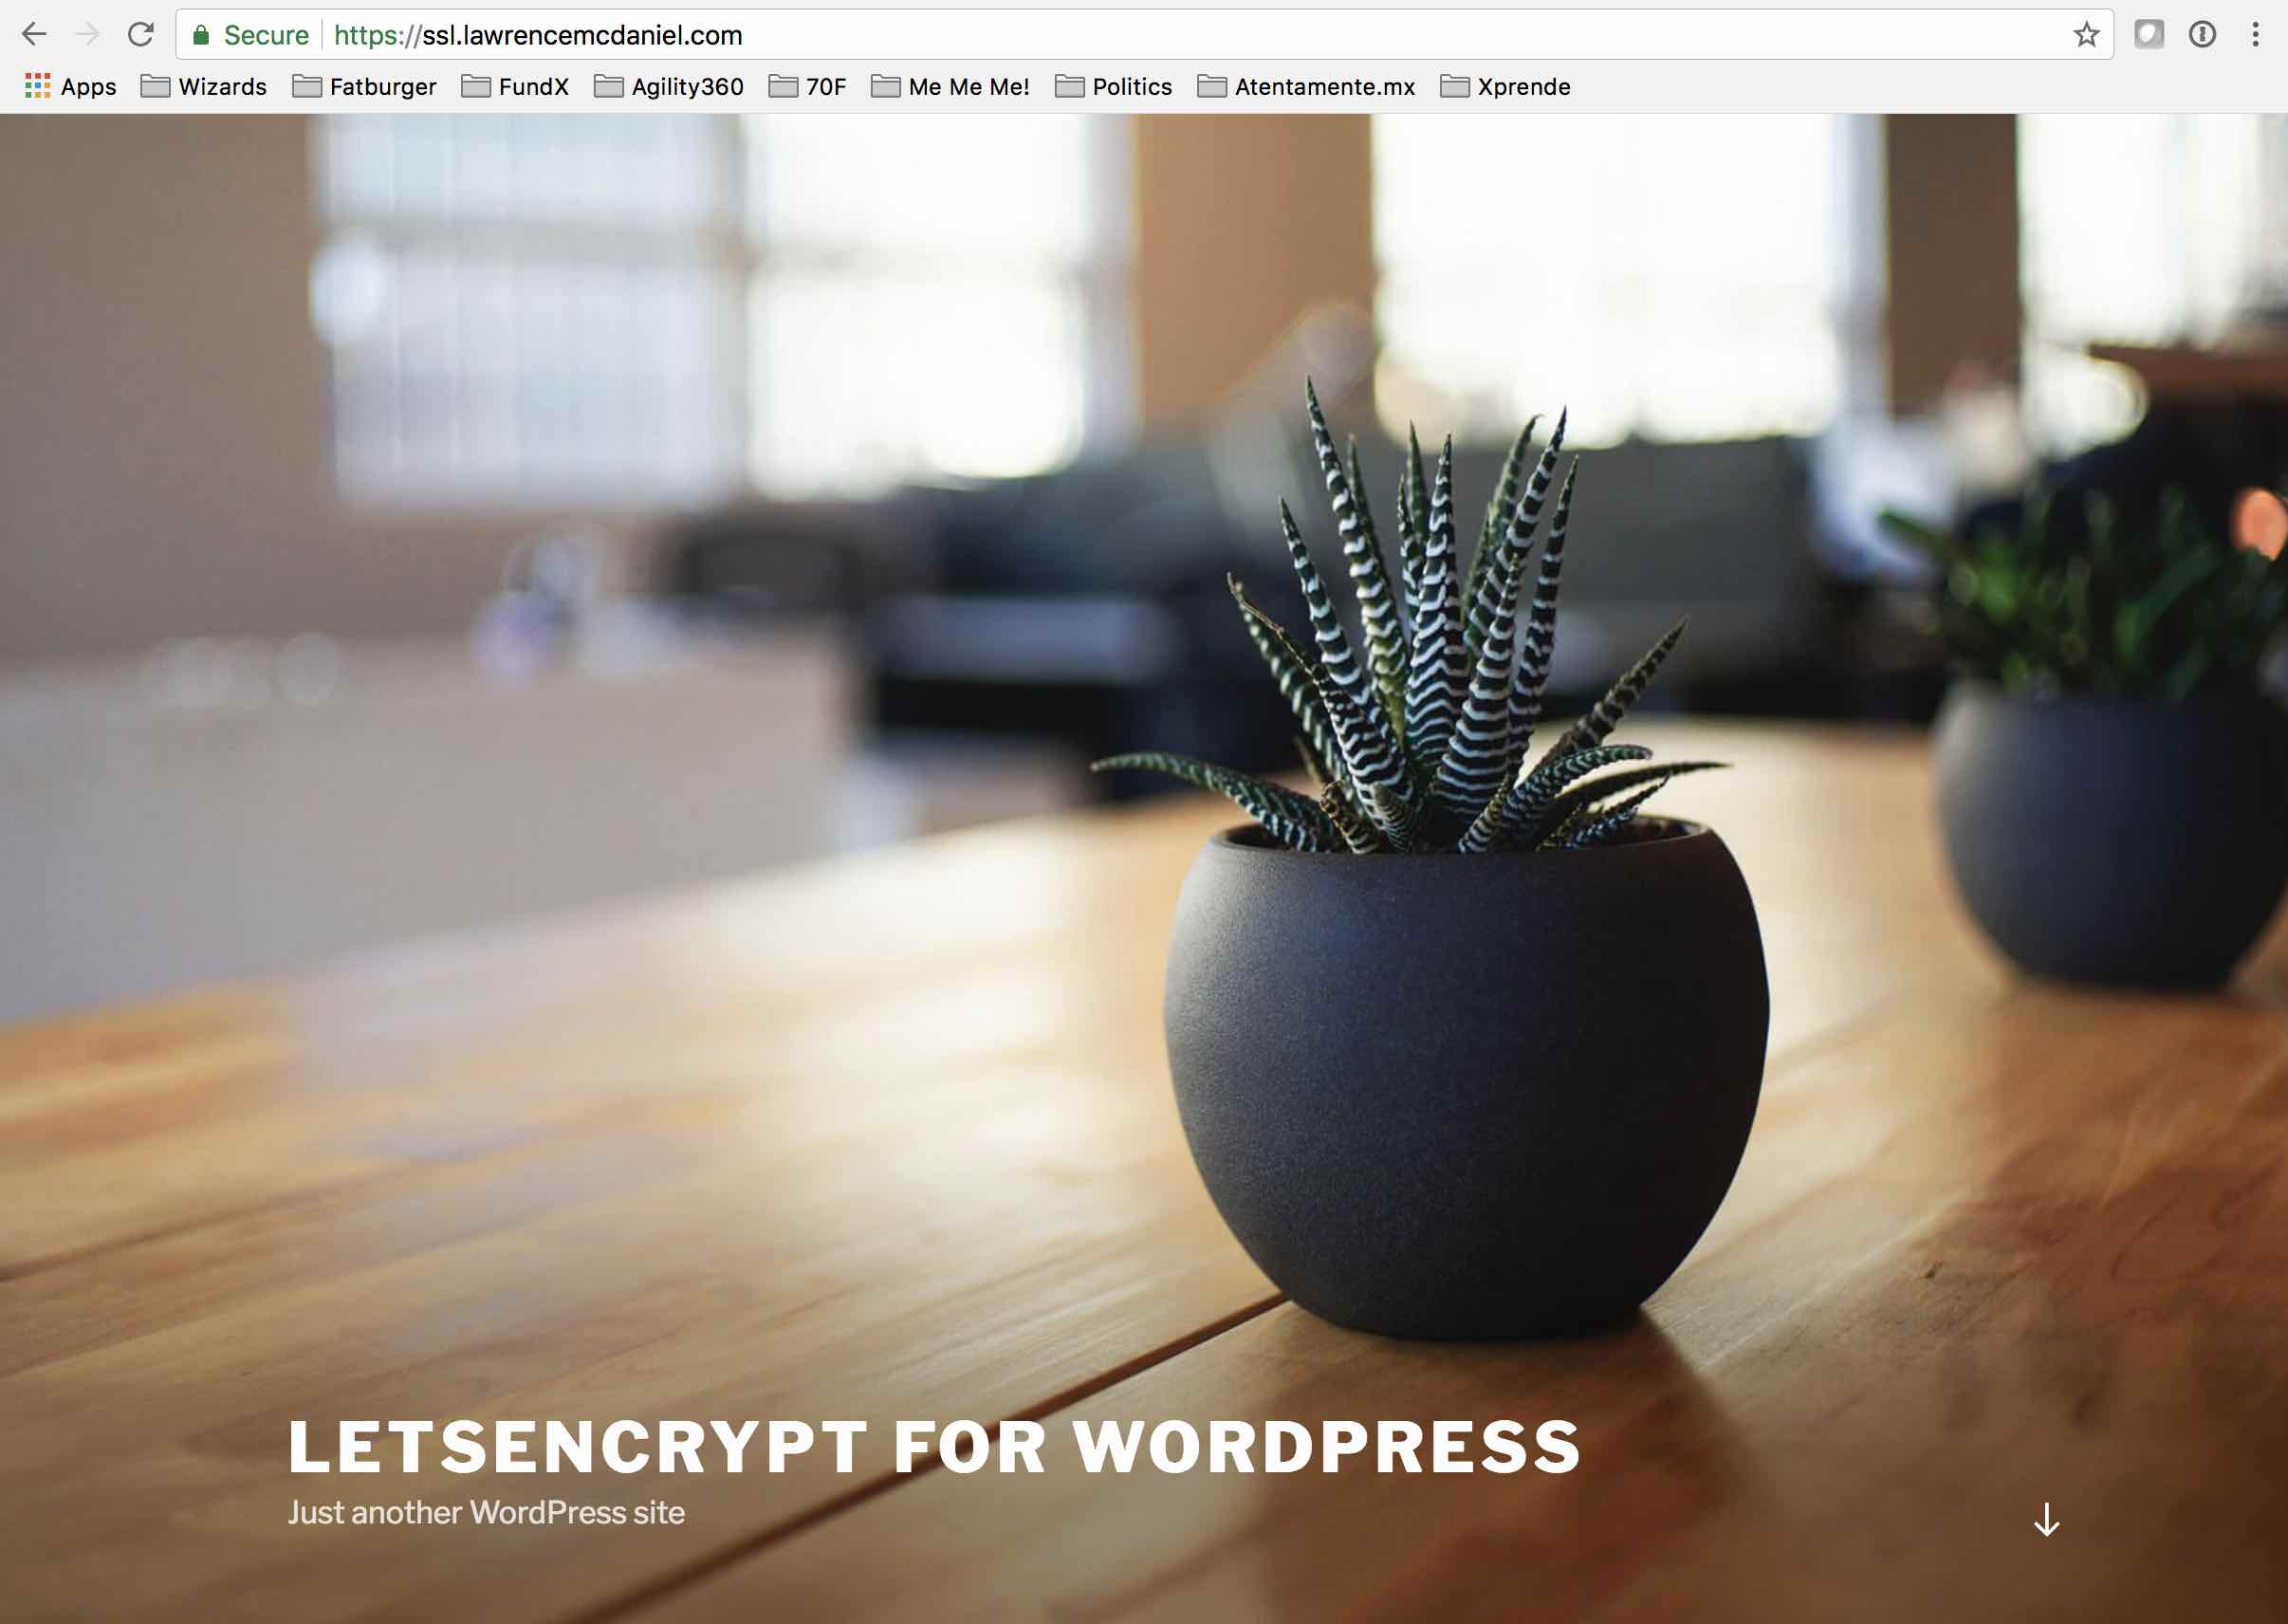 Secure https://ssl.lawrencemcdaniel.com
Apps Wizards Fatburger FundX Agility360 70F Me Me Me! Politics Atentamente.mx Xprende
LETSENCRYPT FOR WORDPRESS
Just another WordPress site